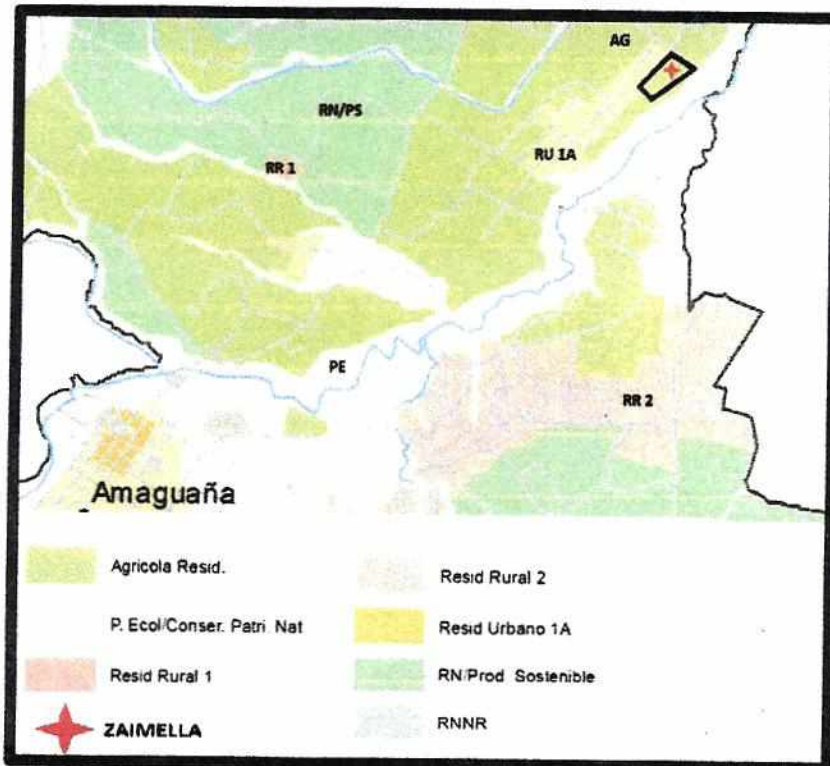 AG
RN/PS
RU 1A
RR 1
PE
RR 2
Amaguaña
Agricola Resid.
Resid Rural 2
P. Ecol/Conser. Patri Nat
Resid Urbano 1A
Resid Rural 1
RN/Prod Sostenible
ZAIMELLA
RNNR